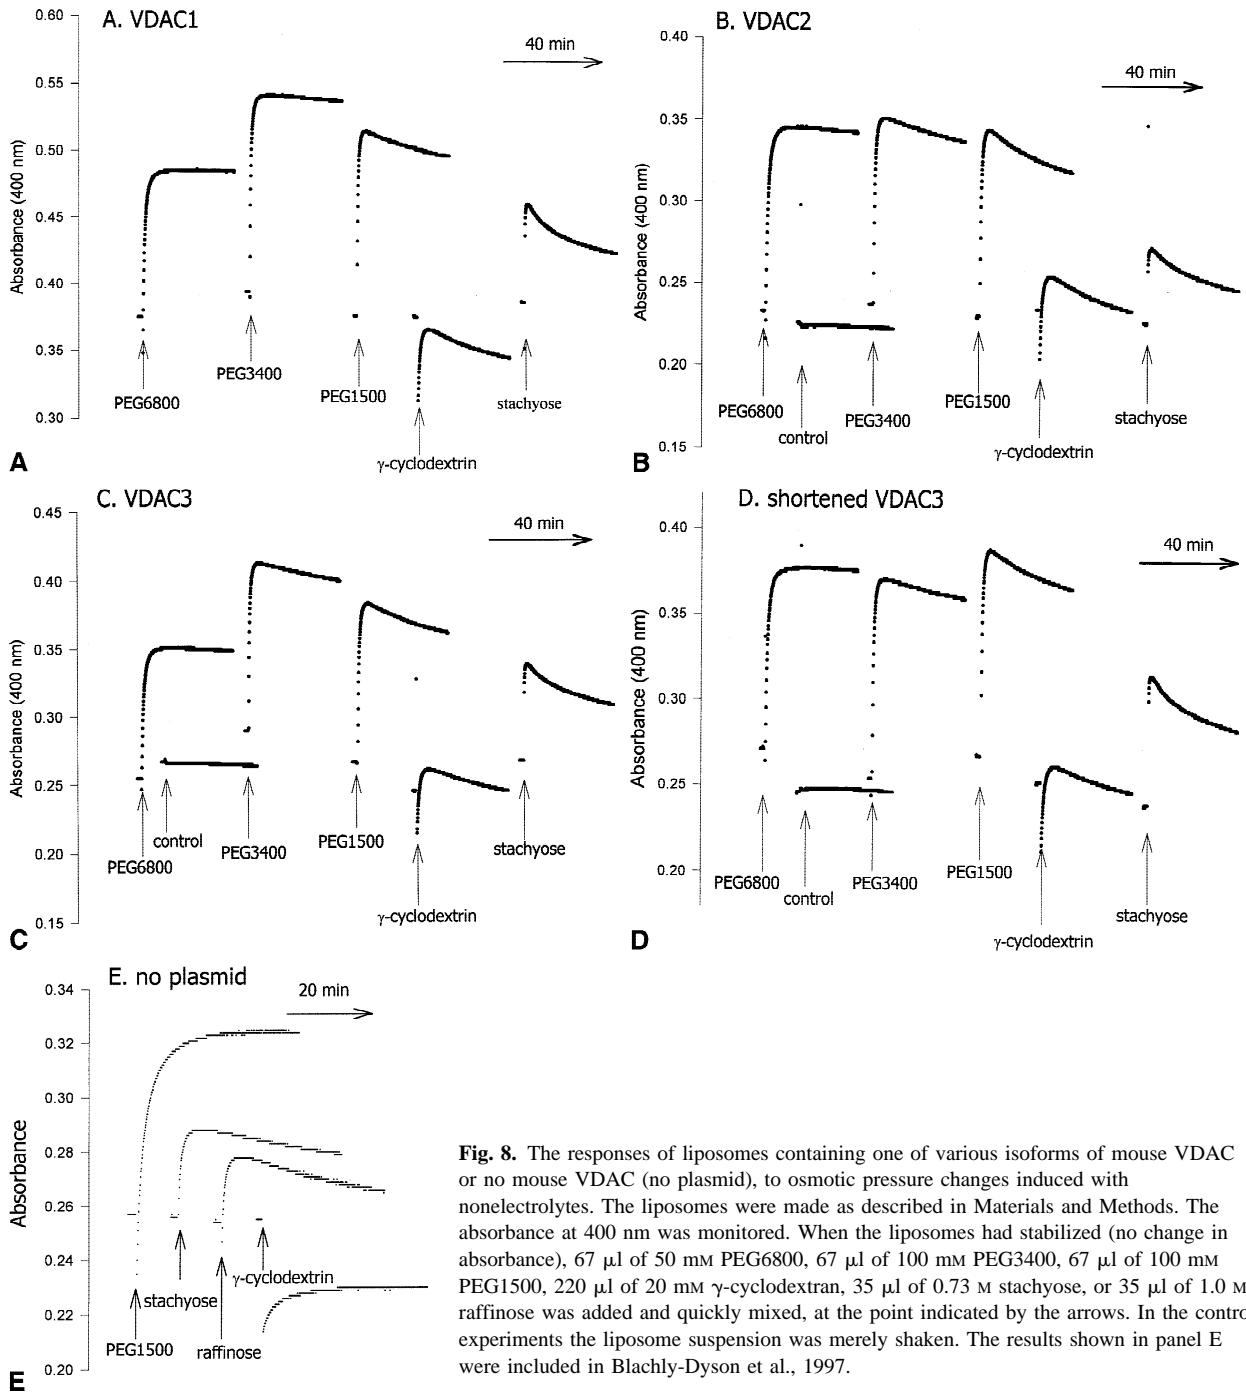 A. VDAC1
0.60
0.55
0.50
0.45
0.40
0.35
0.30
Absorbance (400 nm)
40 min
PEG6800
PEG3400
PEG1500
γ-cyclodextrin
stachyose
A
B. VDAC2
0.40
0.35
0.30
0.25
0.20
0.15
Absorbance (400 nm)
40 min
PEG6800
control
PEG3400
PEG1500
γ-cyclodextrin
stachyose
B
C. VDAC3
0.45
0.40
0.35
0.30
0.25
0.20
0.15
Absorbance (400 nm)
40 min
PEG6800
control
PEG3400
PEG1500
γ-cyclodextrin
stachyose
C
D. shortened VDAC3
0.40
0.35
0.30
0.25
0.20
Absorbance (400 nm)
40 min
PEG6800
control
PEG3400
PEG1500
γ-cyclodextrin
stachyose
D
E. no plasmid
0.34
0.32
0.30
0.28
0.26
0.24
0.22
0.20
Absorbance
20 min
PEG1500
stachyose
raffinose
γ-cyclodextrin
E
Fig. 8. The responses of liposomes containing one of various isoforms of mouse VDAC
or no mouse VDAC (no plasmid), to osmotic pressure changes induced with
nonelectrolytes. The liposomes were made as described in Materials and Methods. The
absorbance at 400 nm was monitored. When the liposomes had stabilized (no change in
absorbance), 67 μl of 50 mM PEG6800, 67 μl of 100 mM PEG3400, 67 μl of 100 mM
PEG1500, 220 μl of 20 mM γ-cyclodextran, 35 μl of 0.73 M stachyose, or 35 μl of 1.0 M
raffinose was added and quickly mixed, at the point indicated by the arrows. In the contro
experiments the liposome suspension was merely shaken. The results shown in panel E
were included in Blachly-Dyson et al., 1997.